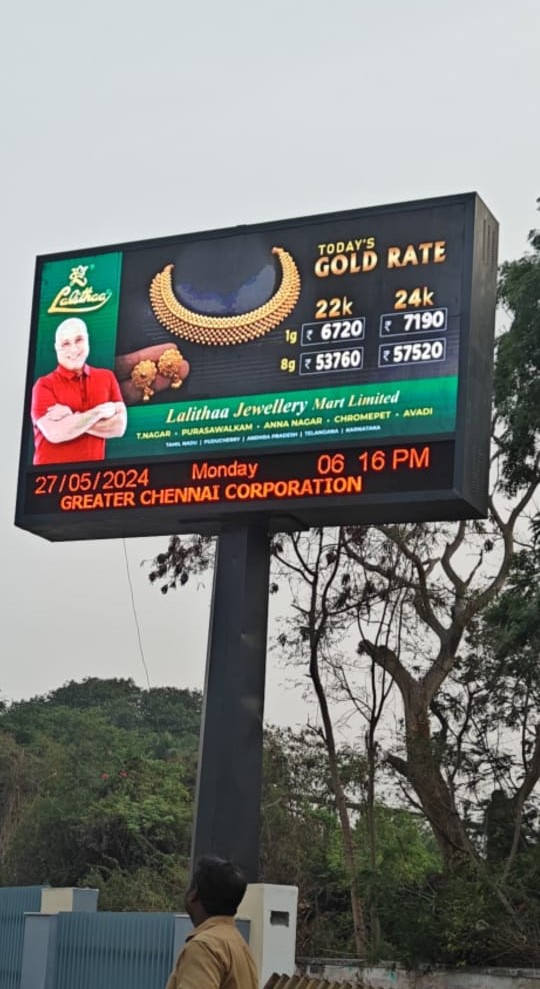 Lalithaa
TODAY'S
GOLD RATE
22k 24k
1g ₹ 6720 ₹ 7190
8g ₹ 53760 ₹ 57520
Lalithaa Jewellery Mart Limited
T.NAGAR • PURASAWALKAM • ANNA NAGAR • CHROMEPET • AVADI
TAMIL NADU | PUDUCHERRY | ANDHRA PRADESH | TELANGANA | KARNATAKA
27/05/2024 Monday 06 16 PM
GREATER CHENNAI CORPORATION